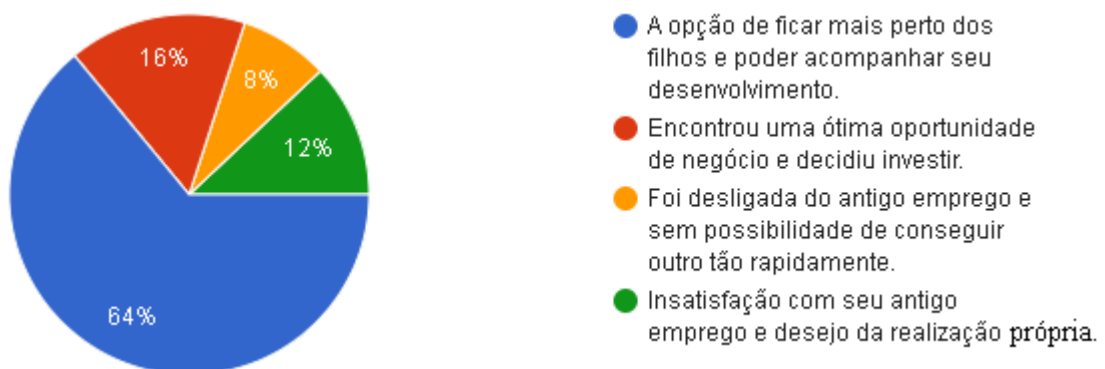 16%
8%
12%
64%
A opção de ficar mais perto dos
filhos e poder acompanhar seu
desenvolvimento.
Encontrou uma ótima oportunidade
de negócio e decidiu investir.
Foi desligada do antigo emprego e
sem possibilidade de conseguir
outro tão rapidamente.
Insatisfação com seu antigo
emprego e desejo da realização própria.